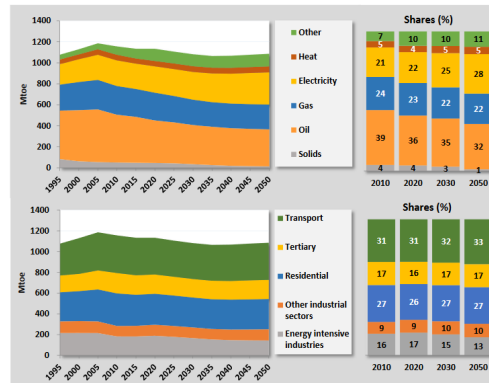 Shares (%)
1400
1200
1000
800
600
400
200
0
Mtoe
1995
2000
2005
2010
2015
2020
2025
2030
2035
2040
2045
2050
Other
Heat
Electricity
Gas
Oil
Solids
7 10 10 11
5 4 5 5
21 22 25 28
24 23 22 22
39 36 35 32
4 4 3 1
2010 2020 2030 2050
Shares (%)
1400
1200
1000
800
600
400
200
0
Mtoe
1995
2000
2005
2010
2015
2020
2025
2030
2035
2040
2045
2050
Transport
Tertiary
Residential
Other industrial
sectors
Energy intensive
industries
31 31 32 33
17 16 17 17
27 26 27 27
9 9 10 10
16 17 15 13
2010 2020 2030 2050